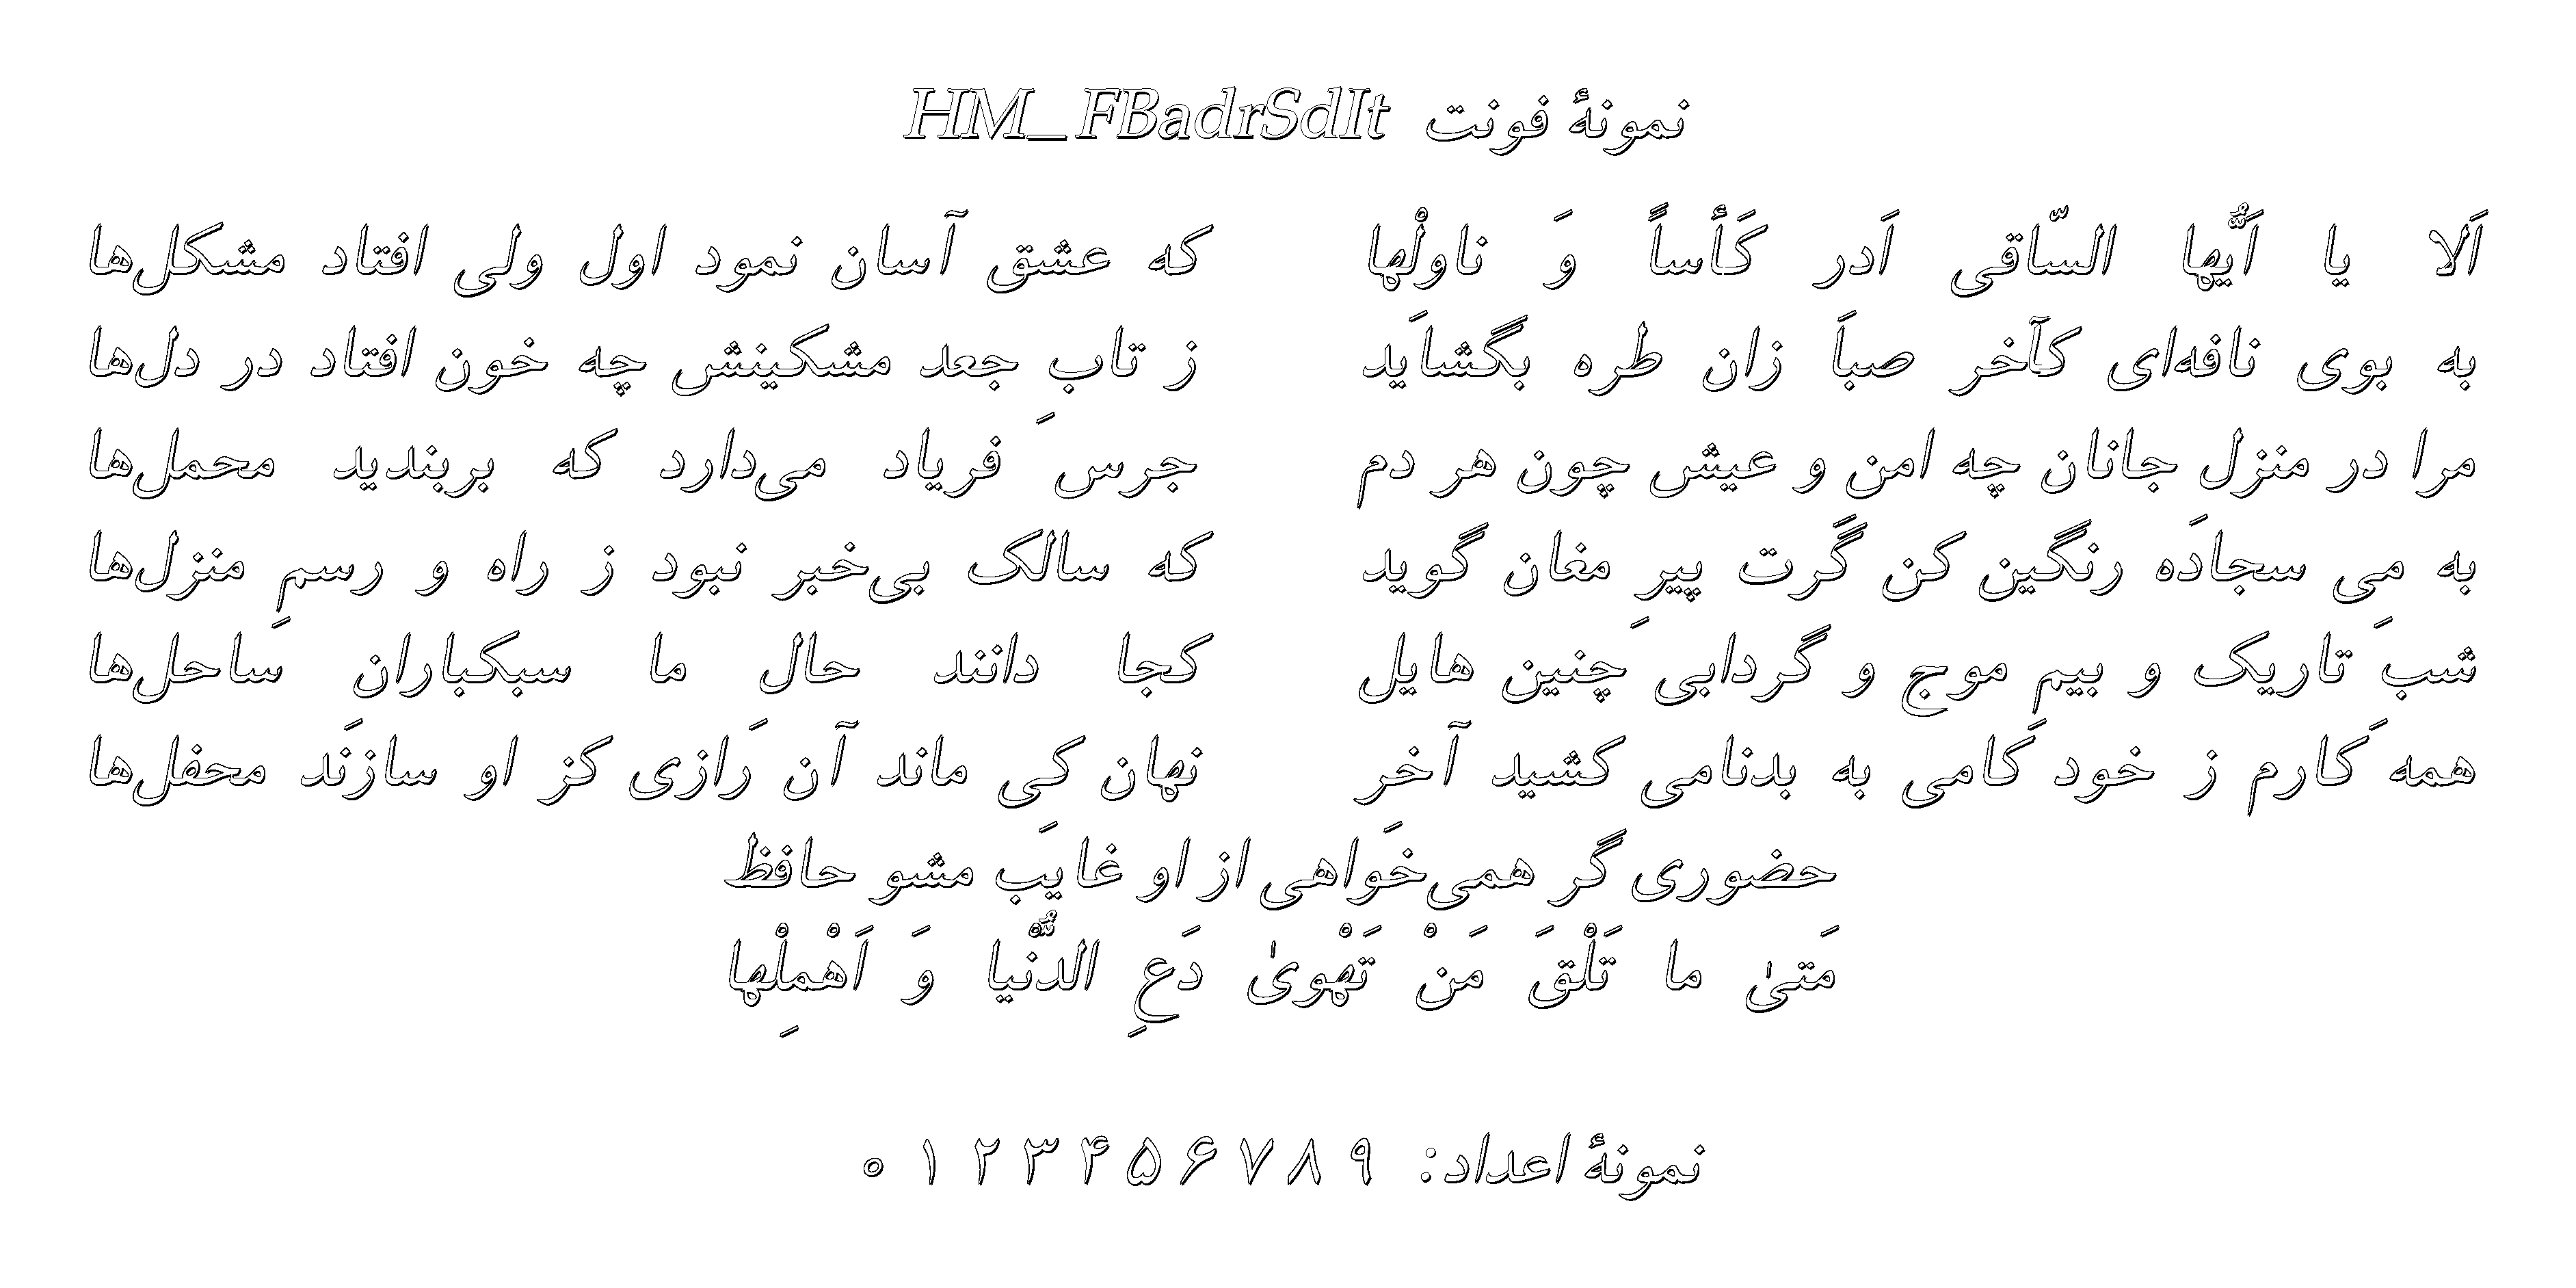 نمونهٔ فونت HM_FBadrSdIt
اَلا یا اَیُّها السّاقی اَدر کَأساً وَ ناولْها که عشق آسان نمود اول ولی افتاد مشکل‌ها
به بوی نافه‌ای کآخر صبا زان طره بگشاید ز تابِ جعد مشکینش چه خون افتاد در دل‌ها
مرا در منزل جانان چه امن و عیش چون هر دم جرس فریاد می‌دارد که بربندید محمل‌ها
به مِی سجاده رنگین کن گَرت پیرِ مغان گوید که سالک بی‌خبر نبود ز راه و رسمِ منزل‌ها
شب تاریک و بیم موج و گردابی چنین هایل کجا دانند حال ما سبکباران ساحل‌ها
همه کارم ز خود کامی به بدنامی کشید آخر نهان کی ماند آن رازی کز او سازند محفل‌ها
حضوری گر همی‌خواهی از او غایب مشو حافظ
مَتیٰ ما تَلْقَ مَنْ تَهْویٰ دَعِ الدُّنْیا وَ اَهْمِلْها
نمونهٔ اعداد: ۹ ۸ ۷ ۶ ۵ ۴ ۳ ۲ ۱ ۰